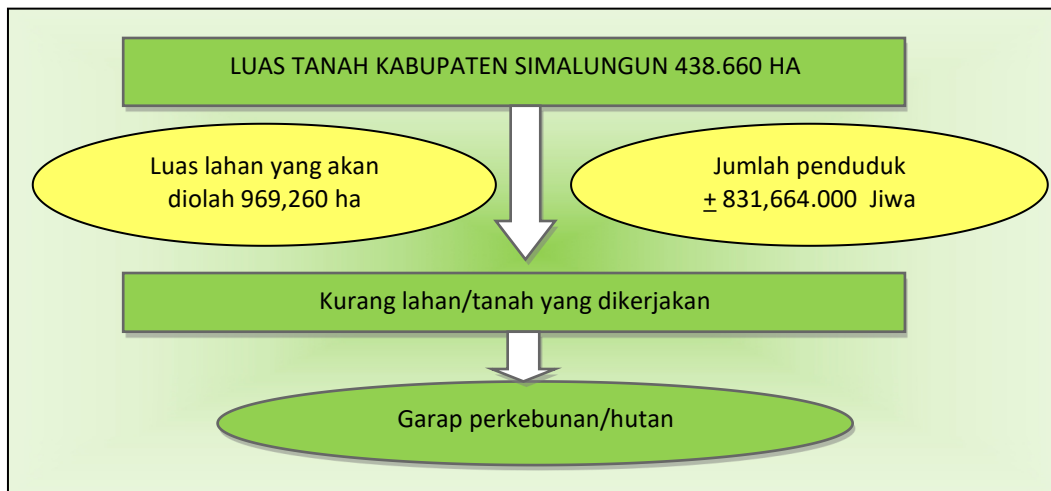 LUAS TANAH KABUPATEN SIMALUNGUN 438.660 HA
Luas lahan yang akan
diolah 969,260 ha
Jumlah penduduk
+ 831,664.000 Jiwa
Kurang lahan/tanah yang dikerjakan
Garap perkebunan/hutan